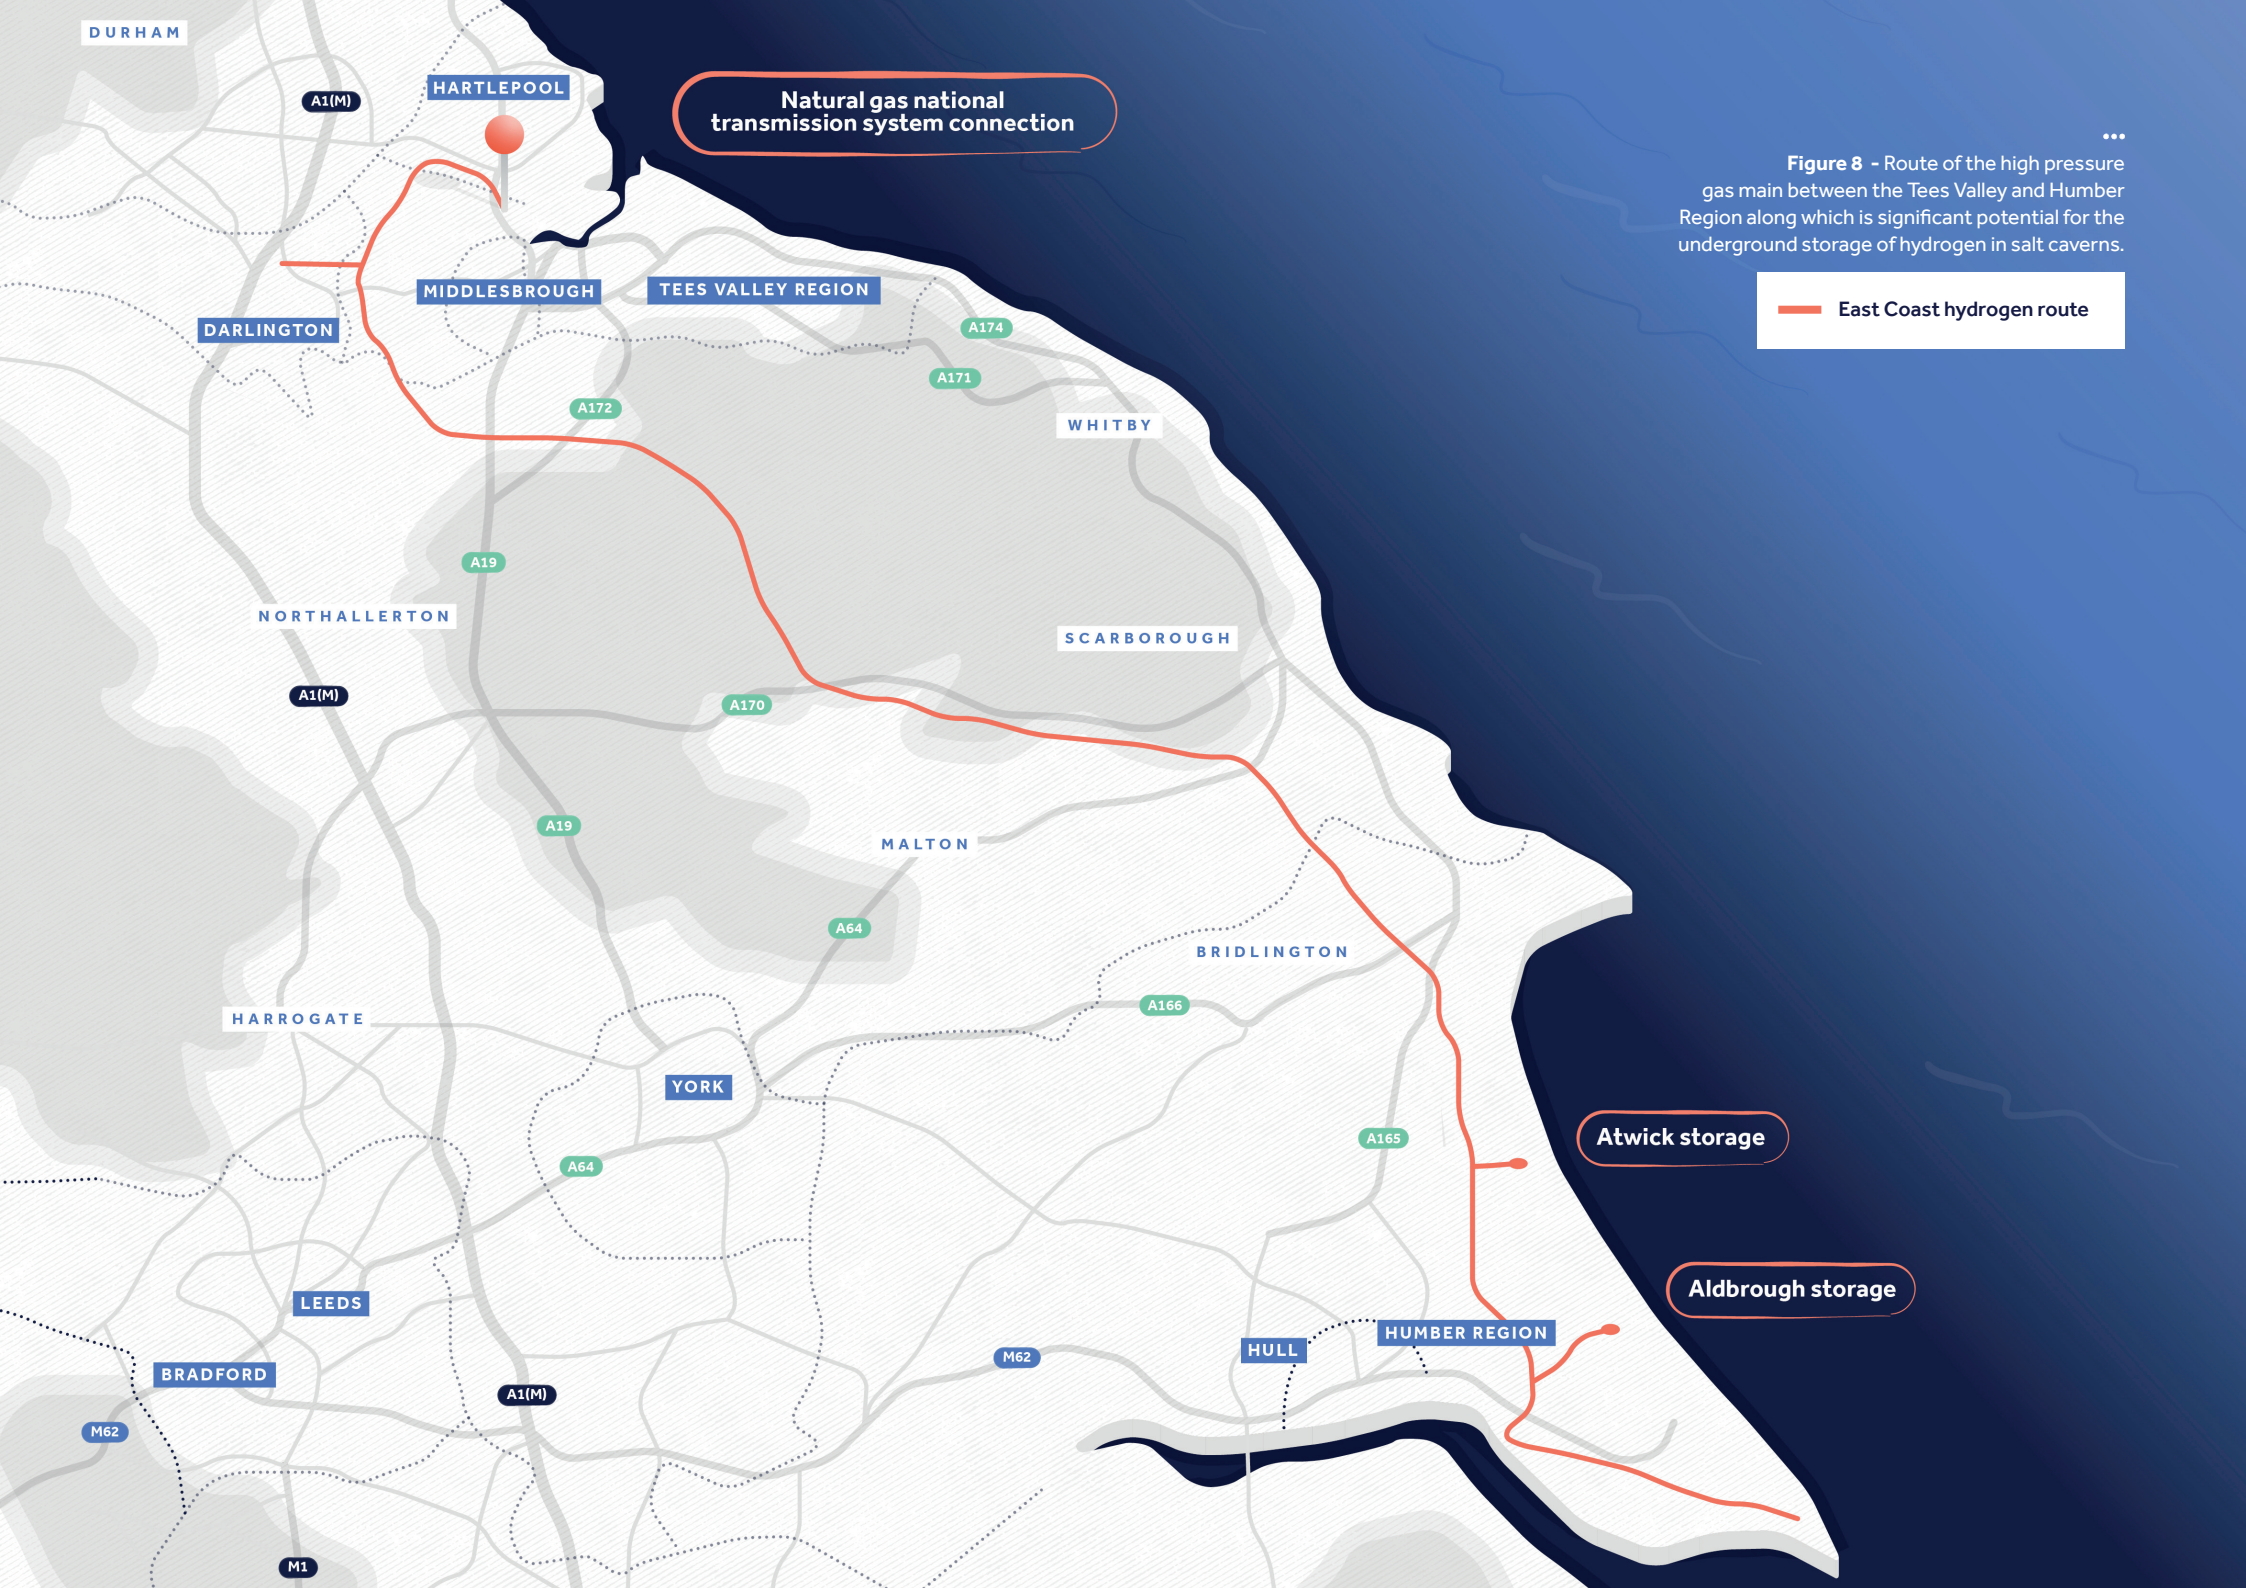 DURHAM
A1(M)
HARTLEPOOL
Natural gas national
transmission system connection
•••
Figure 8 - Route of the high pressure
gas main between the Tees Valley and Humber
Region along which is significant potential for the
underground storage of hydrogen in salt caverns.
East Coast hydrogen route
MIDDLESBROUGH
TEES VALLEY REGION
DARLINGTON
A174
A171
A172
WHITBY
A19
NORTHALLERTON
SCARBOROUGH
A1(M)
A170
A19
MALTON
A64
BRIDLINGTON
A166
HARROGATE
YORK
A165
Atwick storage
A64
Aldbrough storage
LEEDS
HUMBER REGION
HULL
M62
BRADFORD
A1(M)
M62
M1